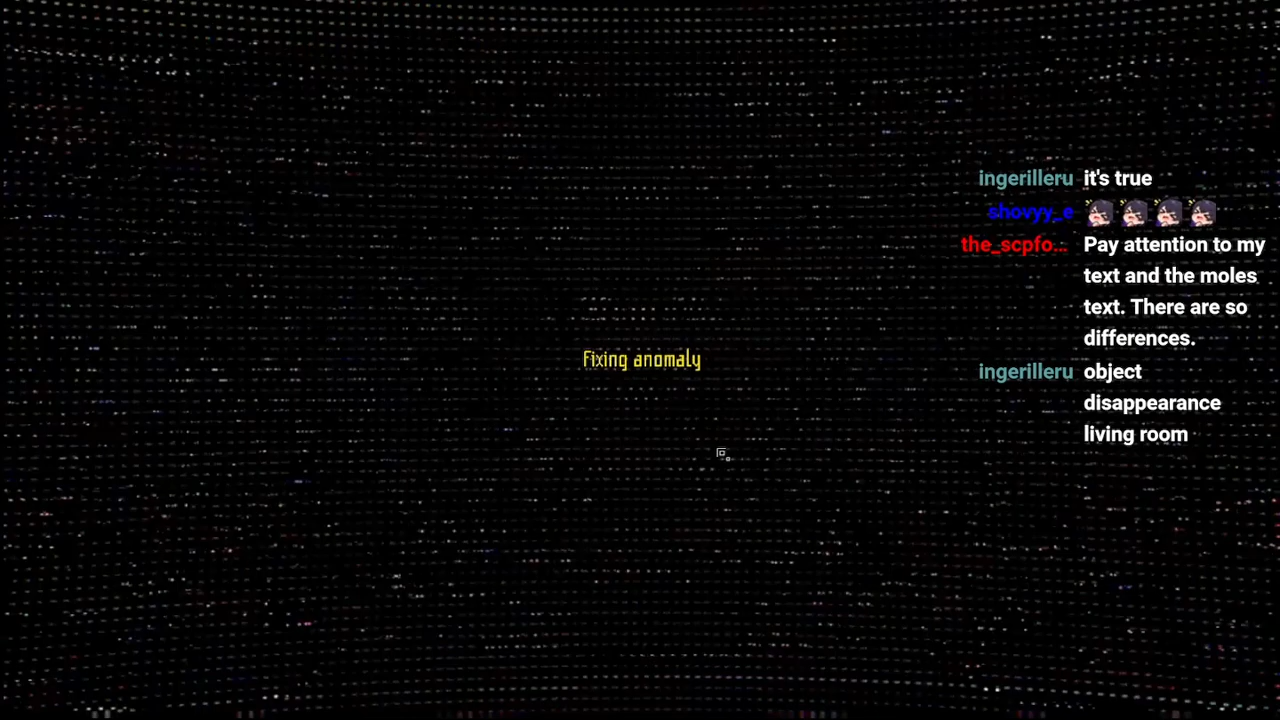 ingerilleru it's true
shovyy_e
the_scpfo... Pay attention to my
text and the moles
text. There are so
differences.
Fixing anomaly
ingerilleru object
disappearance
living room